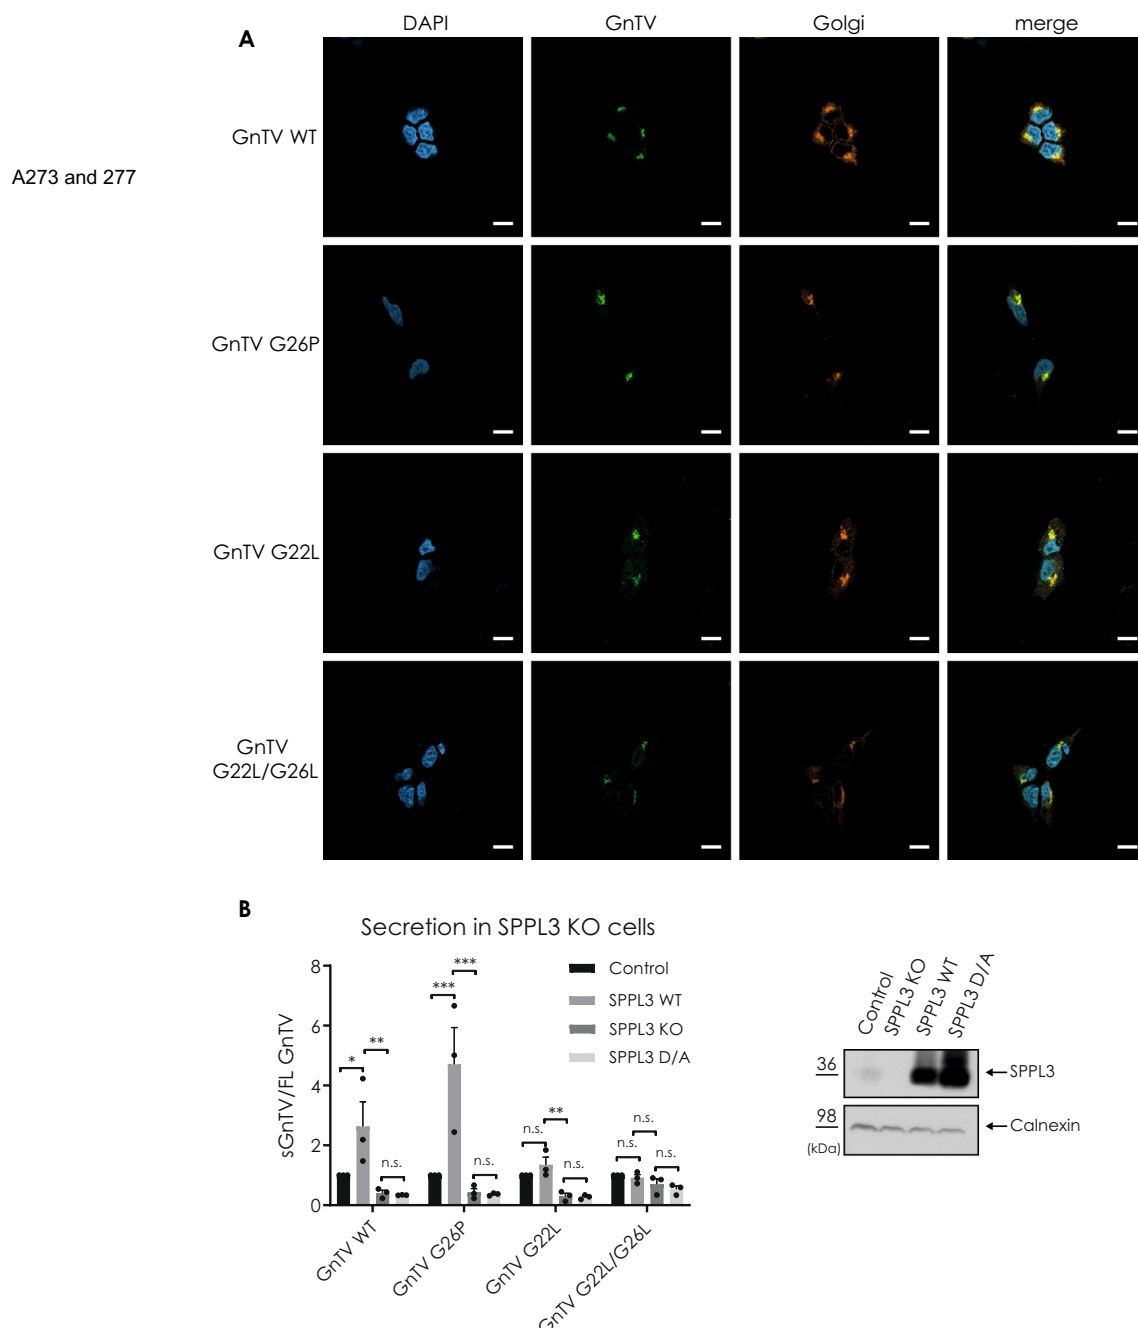 A
DAPI GnTV Golgi merge
GnTV WT
A273 and 277
GnTV G26P
GnTV G22L
GnTV
G22L/G26L
B
Secretion in SPPL3 KO cells
sGnTV/FL GnTV
8
6
4
2
0
* ** n.s.
*** *** n.s.
n.s. ** n.s.
n.s. n.s. n.s.
Control
SPPL3 WT
SPPL3 KO
SPPL3 D/A
GnTV WT
GnTV G26P
GnTV G22L
GnTV G22L/G26L
Control
SPPL3 KO
SPPL3 WT
SPPL3 D/A
36
SPPL3
98
Calnexin
(kDa)